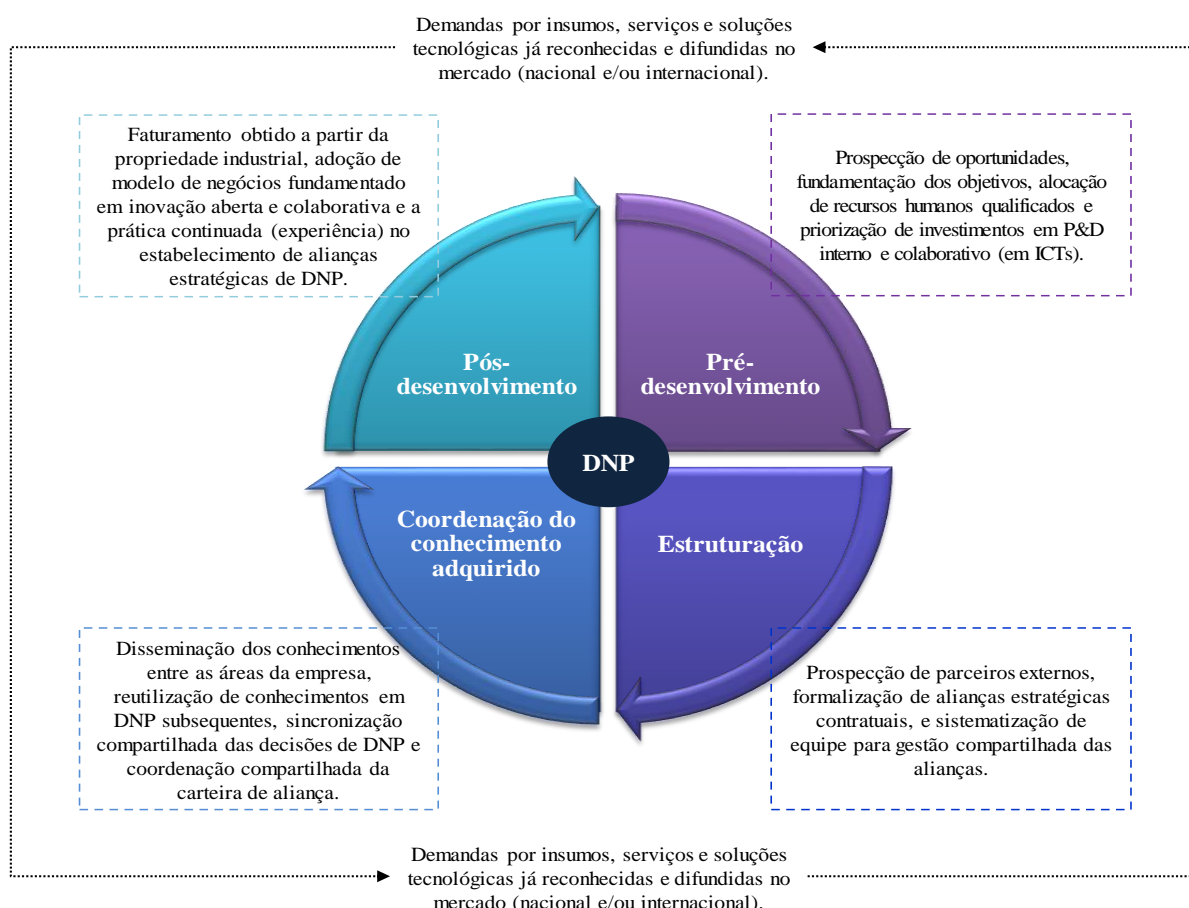 Demandas por insumos, serviços e soluções
tecnológicas já reconhecidas e difundidas no
mercado (nacional e/ou internacional).
Faturamento obtido a partir da
propriedade industrial, adoção de
modelo de negócios fundamentado
em inovação aberta e colaborativa e a
prática continuada (experiência) no
estabelecimento de alianças
estratégicas de DNP.
Prospecção de oportunidades,
fundamentação dos objetivos, alocação
de recursos humanos qualificados e
priorização de investimentos em P&D
interno e colaborativo (em ICTs).
Pós-
desenvolvimento
Pré-
desenvolvimento
DNP
Coordenação do
conhecimento
adquirido
Estruturação
Disseminação dos conhecimentos
entre as áreas da empresa,
reutilização de conhecimentos em
DNP subsequentes, sincronização
compartilhada das decisões de DNP e
coordenação compartilhada da
carteira de aliança.
Prospecção de parceiros externos,
formalização de alianças estratégicas
contratuais, e sistematização de
equipe para gestão compartilhada das
alianças.
Demandas por insumos, serviços e soluções
tecnológicas já reconhecidas e difundidas no
mercado (nacional e/ou internacional).